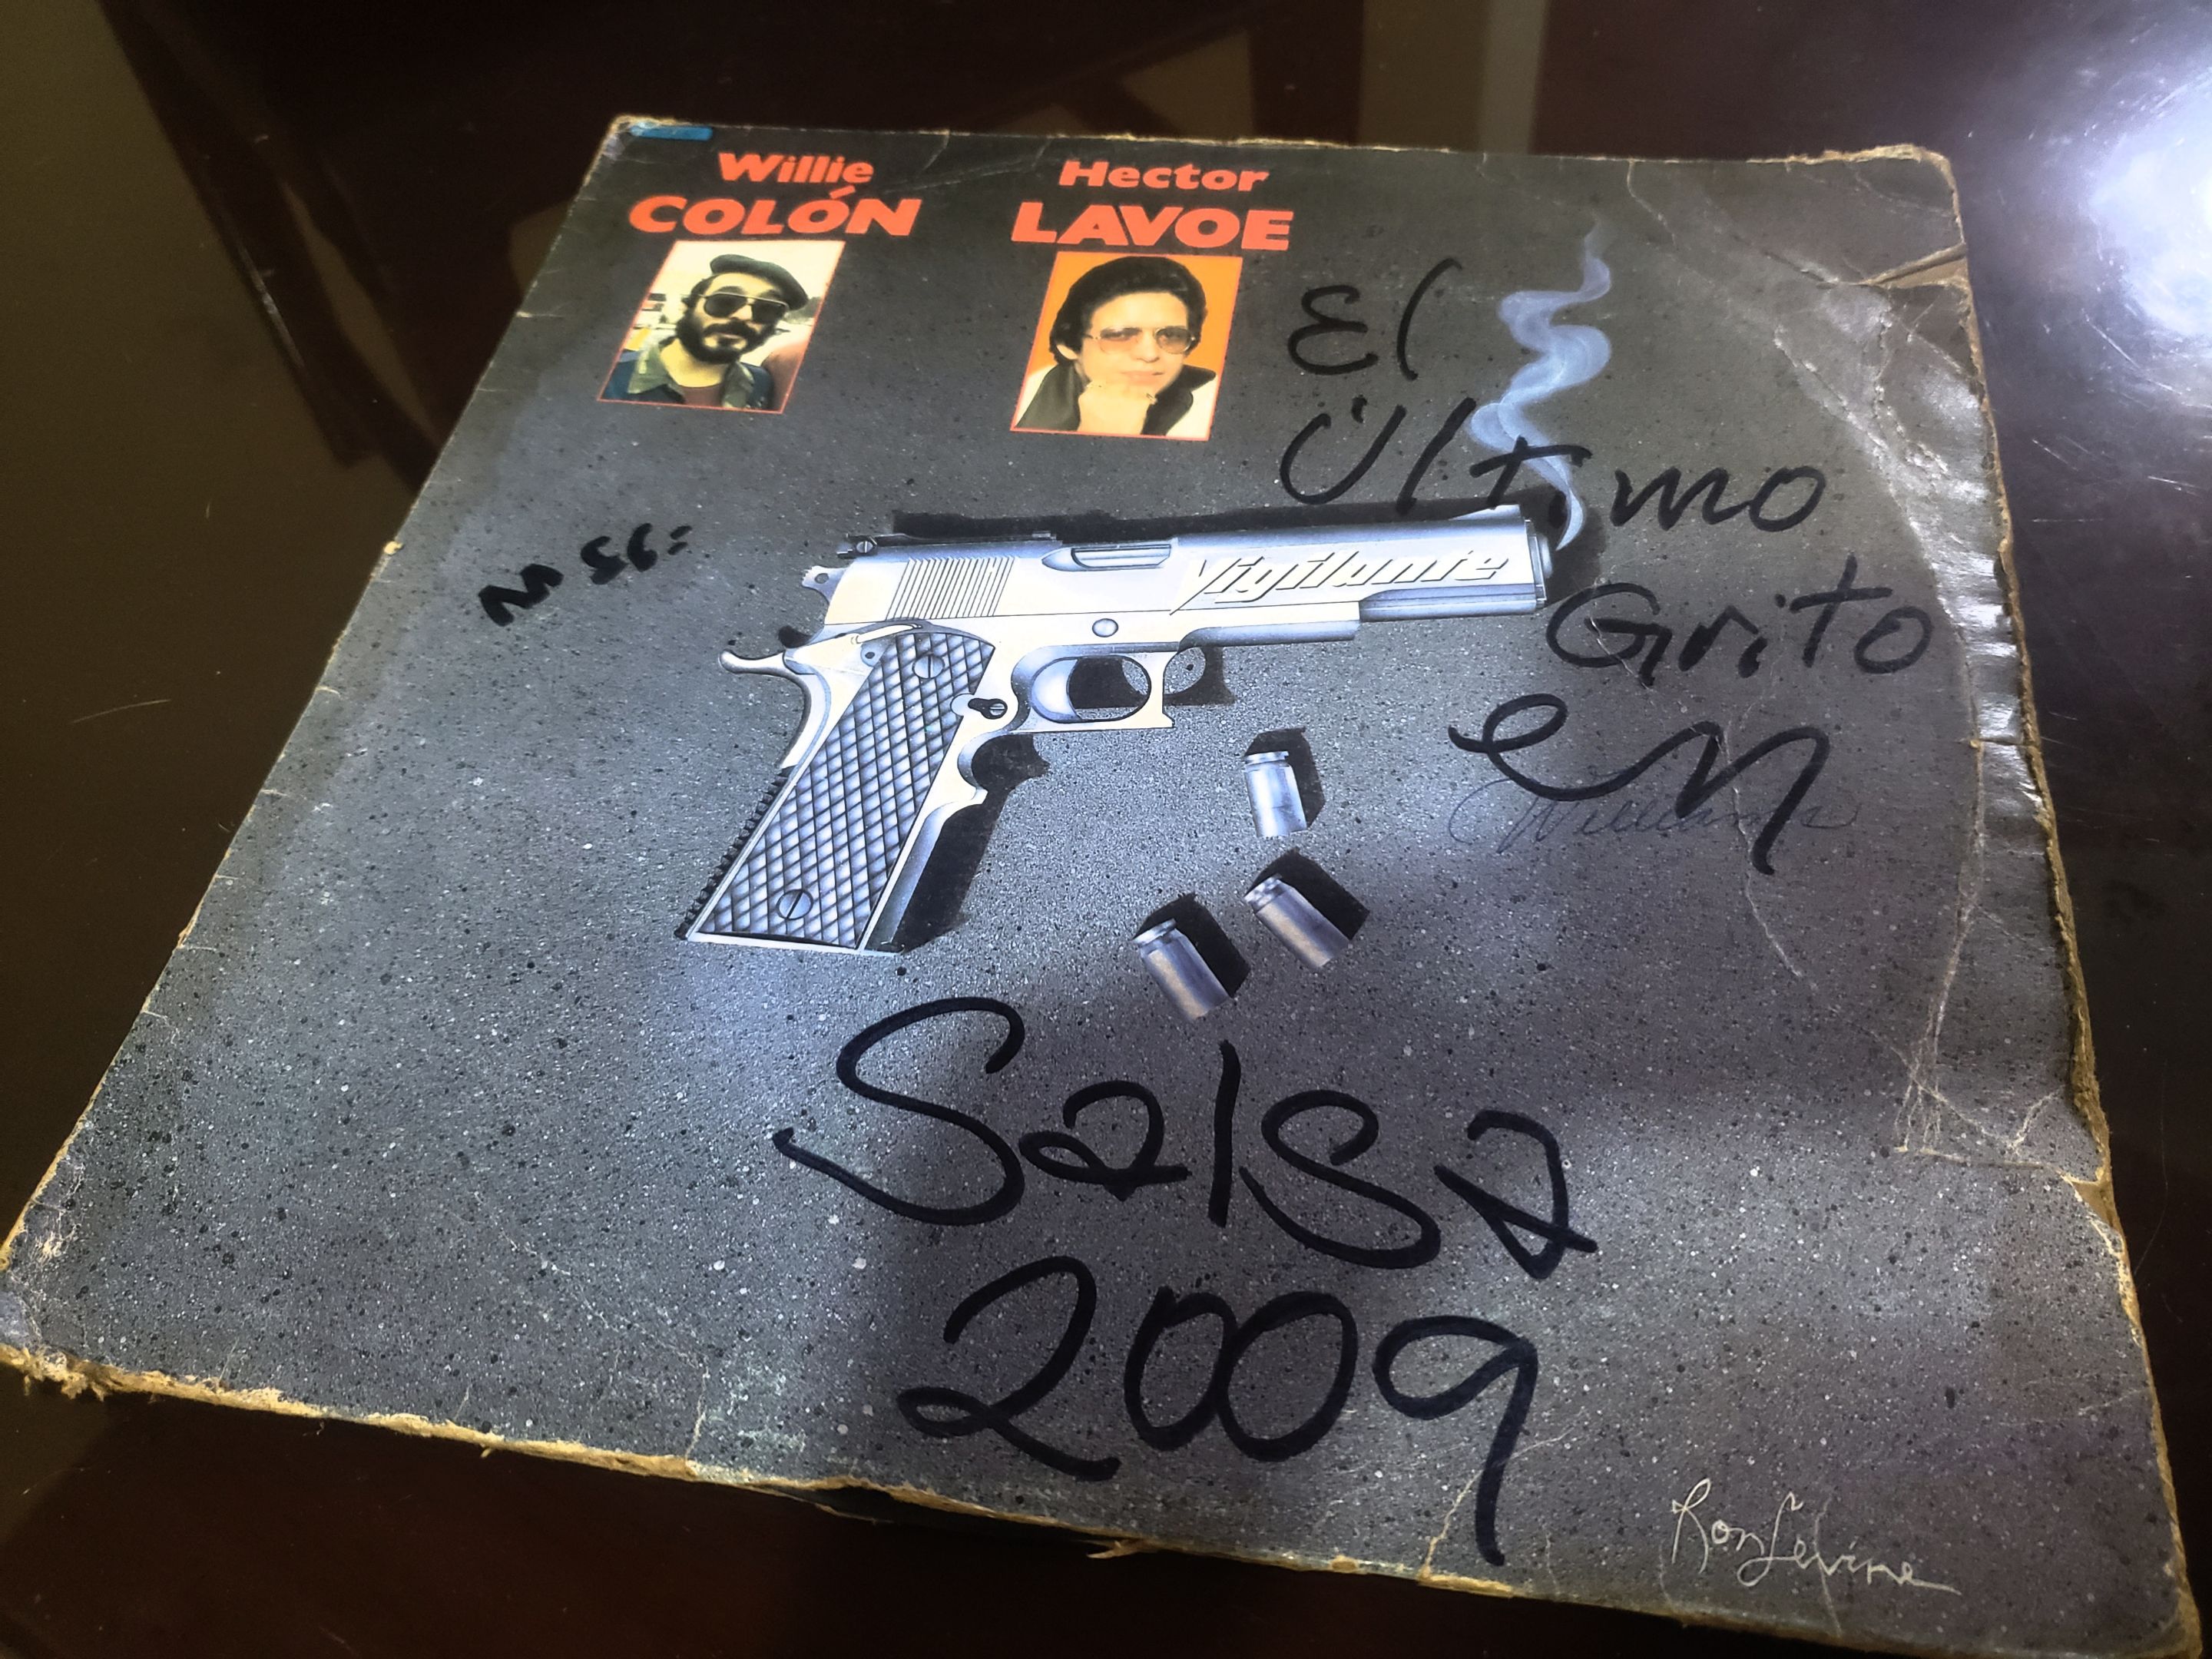 Willie
COLÓN
Hector
LAVOE
El
Último
Vigilante
Grito
en
Salsa
2009
Ron Levine